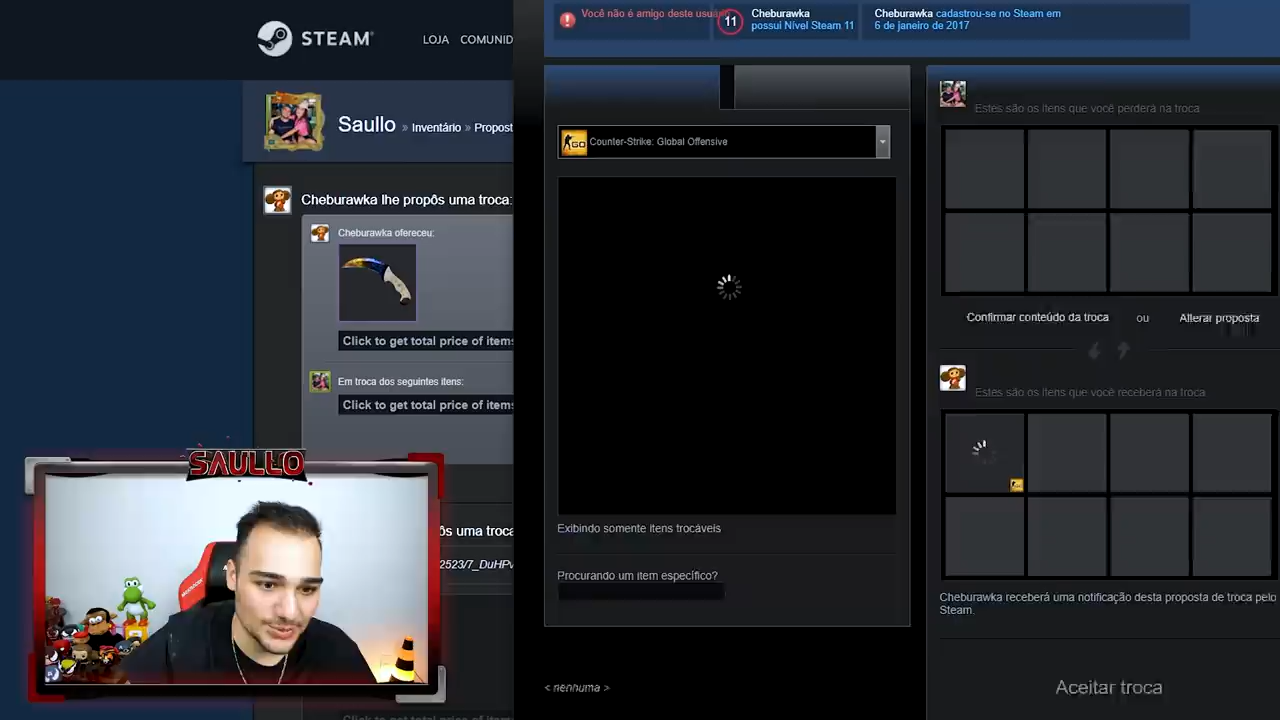 STEAM
LOJA COMUNID
Saullo » Inventário » Propost
Cheburawka lhe propôs uma troca:
Cheburawka ofereceu:
Click to get total price of items
Em troca dos seguintes itens:
Click to get total price of items
ôs uma troca
2523/7_DuHPv
SAULLO
Você não é amigo deste usuá
11
Cheburawka
possui Nível Steam 11
Cheburawka cadastrou-se no Steam em
6 de janeiro de 2017
GO
Counter-Strike: Global Offensive
Exibindo somente itens trocáveis
Procurando um item específico?
< nenhuma >
Estes são os itens que você perderá na troca
Confirmar conteúdo da troca ou Alterar proposta
Estes são os itens que você receberá na troca
Cheburawka receberá uma notificação desta proposta de troca pelo
Steam.
Aceitar troca